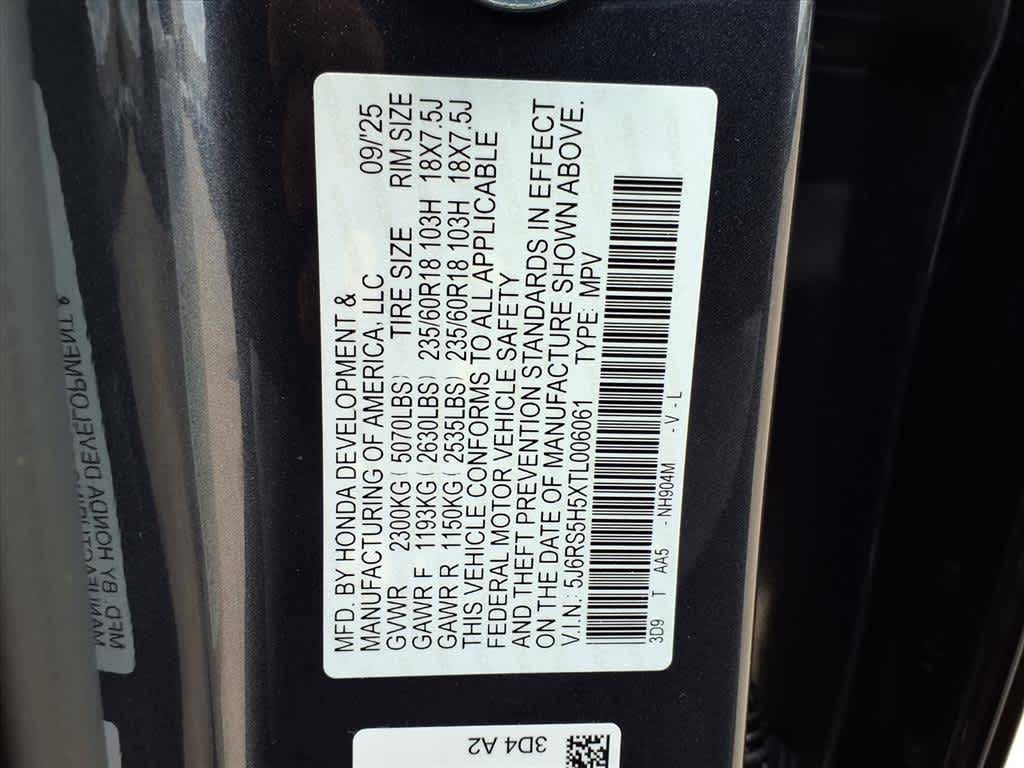 MFD. BY HONDA DEVELOPMENT &
MANUFACTURING OF AMERICA, LLC 09/'25
GVWR 2300KG ( 5070LBS) TIRE SIZE RIM SIZE
GAWR F 1193KG ( 2630LBS) 235/60R18 103H 18X7.5J
GAWR R 1150KG ( 2535LBS) 235/60R18 103H 18X7.5J
THIS VEHICLE CONFORMS TO ALL APPLICABLE
FEDERAL MOTOR VEHICLE SAFETY
AND THEFT PREVENTION STANDARDS IN EFFECT
ON THE DATE OF MANUFACTURE SHOWN ABOVE.
V.I.N: 5J6RS5H5XTL006061 TYPE: MPV
3D9 T AA5 - NH904M - V - L
3D4 A2
MFD. BY HONDA DEVELOPMENT &